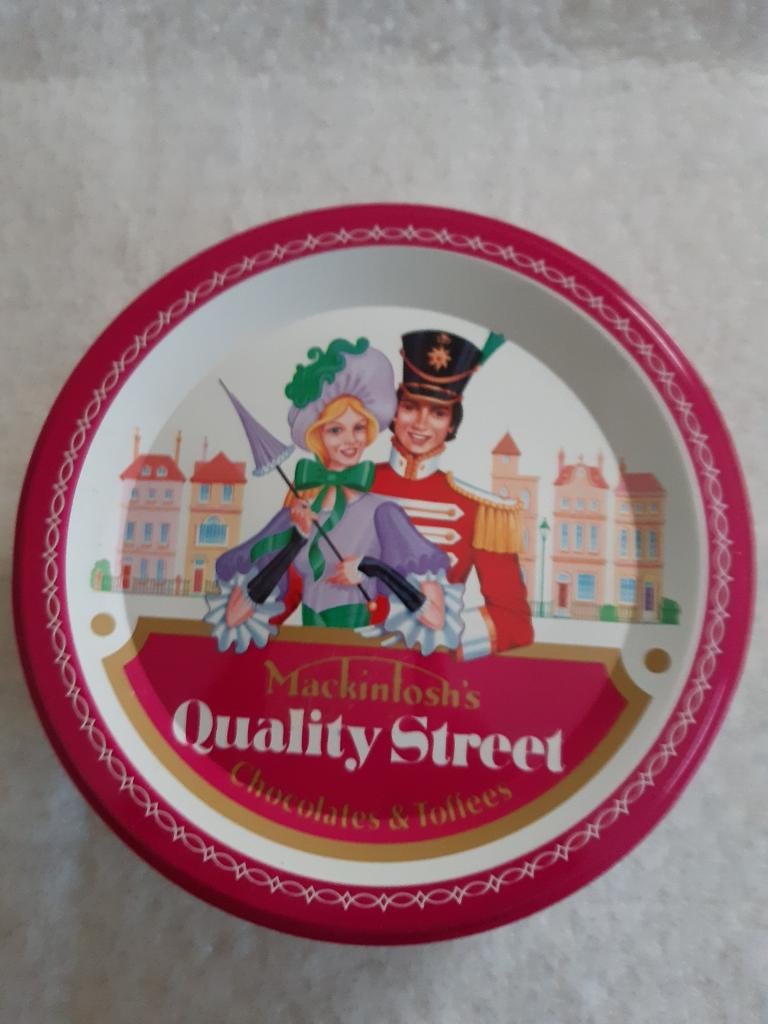 Mackintosh's
Quality Street
Chocolates & Toffees